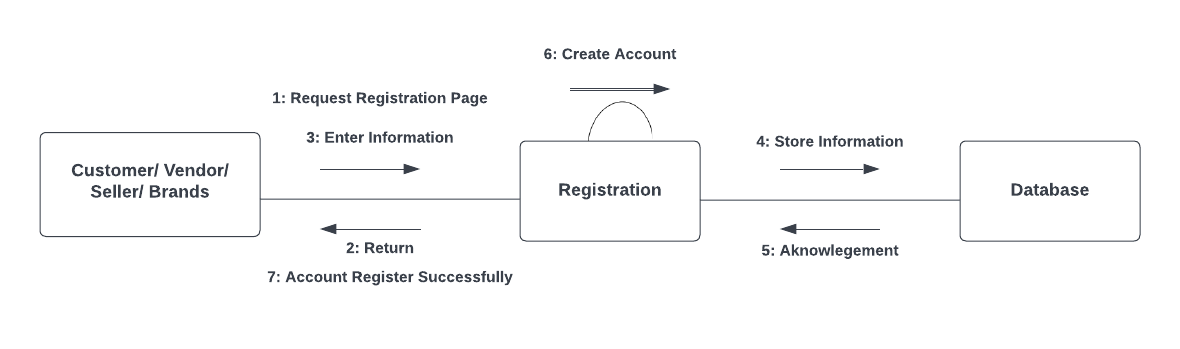 6: Create Account
1: Request Registration Page
3: Enter Information
4: Store Information
Customer/ Vendor/
Seller/ Brands
Registration
Database
2: Return
5: Aknowlegement
7: Account Register Successfully